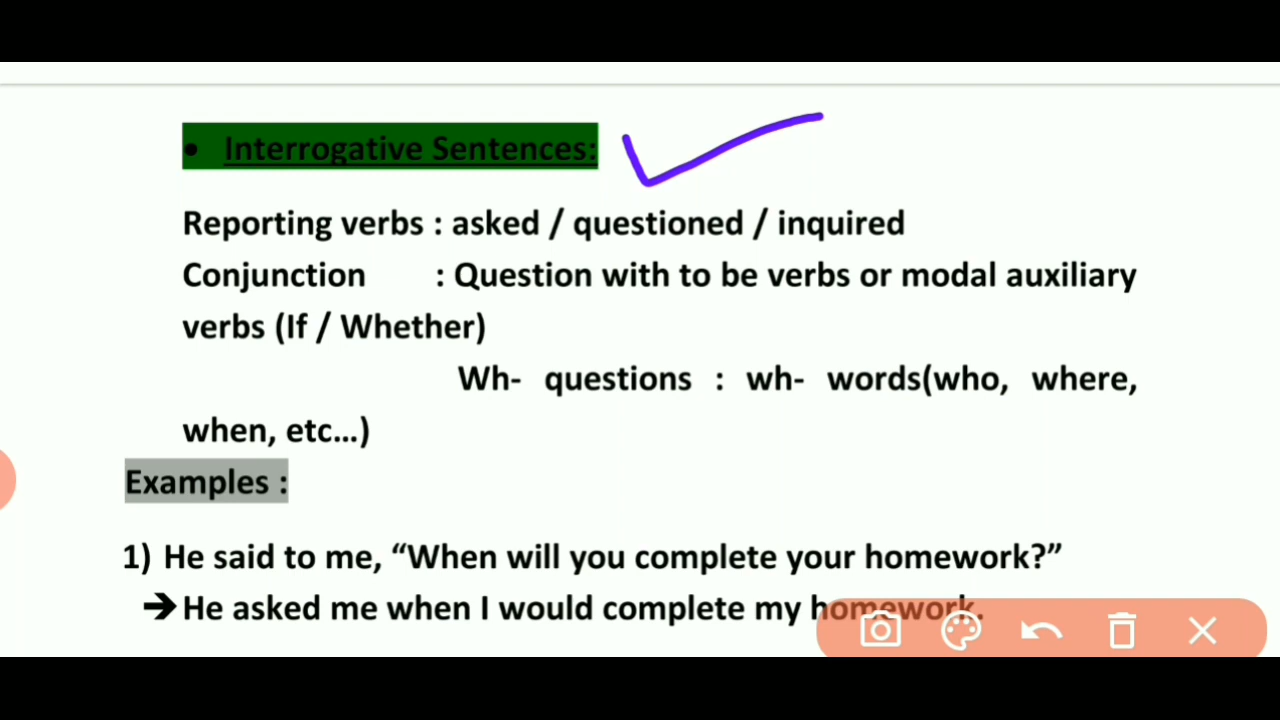 • Interrogative Sentences:
Reporting verbs : asked / questioned / inquired
Conjunction : Question with to be verbs or modal auxiliary
verbs (If / Whether)
Wh- questions : wh- words(who, where,
when, etc...)
Examples :
1) He said to me, “When will you complete your homework?”
➔ He asked me when I would complete my homework.